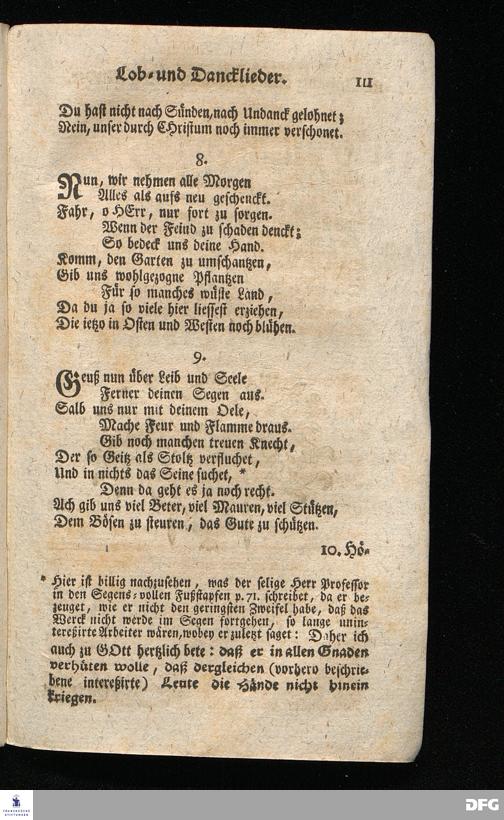 Lob- und Dancklieder. 111
Du hast nicht nach Sünden, nach Undanck gelohnet;
Nein, unser durch CHristum noch immer verschonet.
8.
Nun, wir nehmen alle Morgen
Alles als aufs neu geschenckt.
Fahr, o HErr, nur fort zu sorgen.
Wenn der Feind zu schaden denckt;
So bedeck uns deine Hand.
Komm, den Garten zu umschantzen,
Gib uns wohlgezogne Pflantzen
Für so manches wüste Land,
Da du ja so viele hier liessest erziehen,
Die ietzo in Osten und Westen noch blühen.
9.
Geuß nun über Leib und Seele
Ferner deinen Segen aus.
Salb uns nur mit deinem Oele,
Mache Feur und Flamme draus.
Gib noch manchen treuen Knecht,
Der so Geitz als Stoltz verfluchet,
Und in nichts das Seine suchet, *
Denn da geht es ja noch recht.
Ach gib uns viel Beter, viel Mauren, viel Stützen,
Dem Bösen zu steuren, das Gute zu schützen.
10. Hö-
* Hier ist billig nachzusehen, was der selige Herr Professor
in den Segens-vollen Fußstapfen p. 71. schreibet, da er be-
zeuget, wie er nicht den geringsten Zweifel habe, daß das
Werck nicht werde im Segen fortgehen, so lange unin-
tereßirte Arbeiter wären, wobey er zuletzt saget: Daher ich
auch zu GOtt hertzlich bete: daß er in allen Gnaden
verhüten wolle, daß dergleichen (vorhero beschrie-
bene intereßirte) Leute die Hände nicht hinein
kriegen.
FRANCKESCHE
STIFTUNGEN
DFG